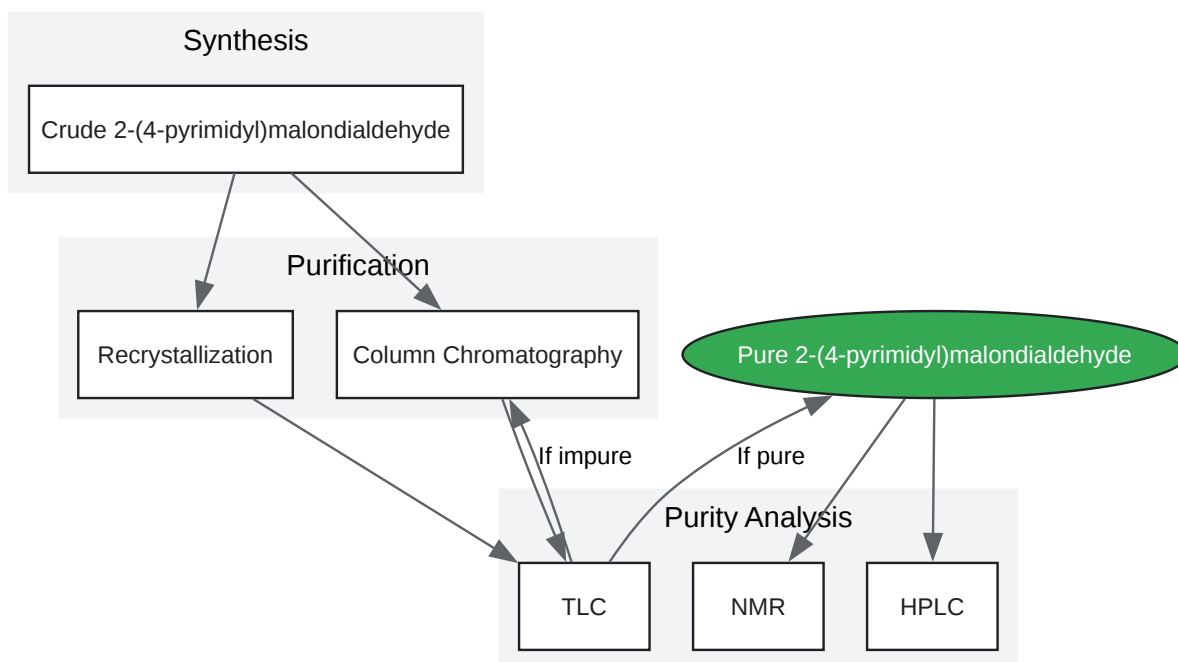 Synthesis
Crude 2-(4-pyrimidyl)malondialdehyde
Purification
Recrystallization
Column Chromatography
Pure 2-(4-pyrimidyl)malondialdehyde
If impure
If pure
Purity Analysis
TLC
NMR
HPLC